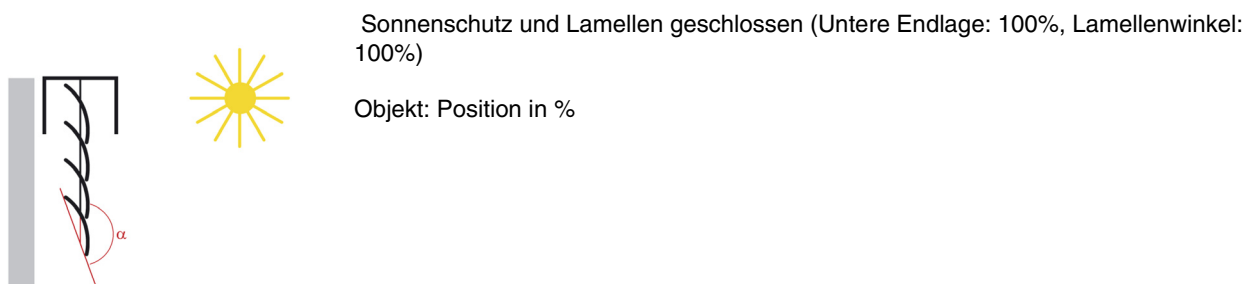 Sonnenschutz und Lamellen geschlossen (Untere Endlage: 100%, Lamellenwinkel:
100%)
Objekt: Position in %
α